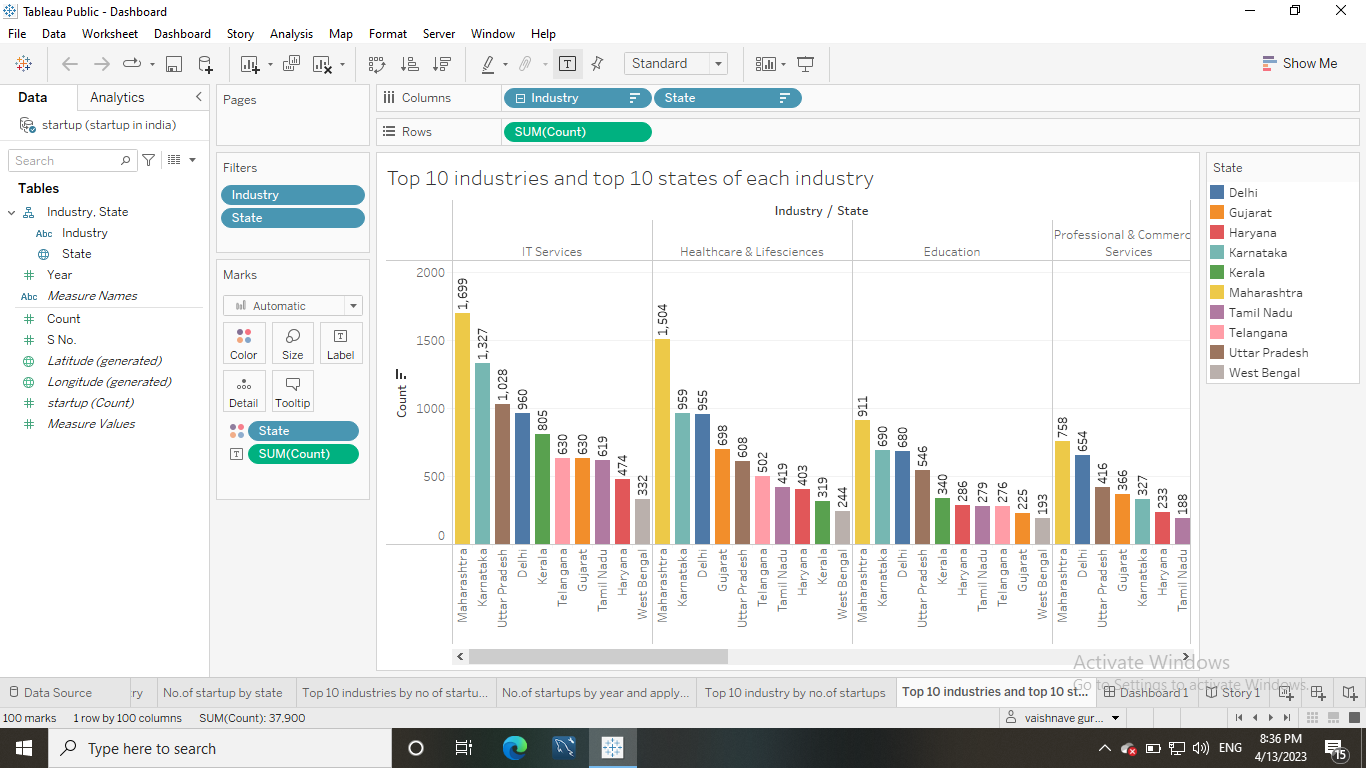 Tableau Public - Dashboard
File Data Worksheet Dashboard Story Analysis Map Format Server Window Help
Standard
Show Me
Data Analytics
startup (startup in india)
Search
Tables
Industry, State
Abc Industry
State
Year
Abc Measure Names
Count
S No.
Latitude (generated)
Longitude (generated)
startup (Count)
Measure Values
Pages
Filters
Industry
State
Marks
Automatic
Color Size Label
Detail Tooltip
State
SUM(Count)
Columns Industry State
Rows SUM(Count)
Top 10 industries and top 10 states of each industry
Industry / State
IT Services
Healthcare & Lifesciences
Education
Professional & Commerc
Services
Count
2000
1500
1000
500
0
1,699
1,327
1,028
960
805
630
630
619
474
332
1,504
959
955
698
608
502
419
403
319
244
911
690
680
546
340
286
279
276
225
193
758
654
416
366
327
233
188
Maharashtra
Karnataka
Uttar Pradesh
Delhi
Kerala
Telangana
Gujarat
Tamil Nadu
Haryana
West Bengal
Maharashtra
Karnataka
Delhi
Gujarat
Uttar Pradesh
Telangana
Tamil Nadu
Haryana
Kerala
West Bengal
Maharashtra
Karnataka
Delhi
Uttar Pradesh
Kerala
Haryana
Tamil Nadu
Telangana
Gujarat
West Bengal
Maharashtra
Delhi
Uttar Pradesh
Gujarat
Karnataka
Haryana
Tamil Nadu
State
Delhi
Gujarat
Haryana
Karnataka
Kerala
Maharashtra
Tamil Nadu
Telangana
Uttar Pradesh
West Bengal
Activate Windows
Go to Settings to activate Windows.
Data Source ry No.of startup by state Top 10 industries by no of startu... No.of startups by year and apply... Top 10 industry by no.of startups Top 10 industries and top 10 st... Dashboard 1 Story 1
100 marks 1 row by 100 columns SUM(Count): 37,900 vaishnave gur...
Type here to search
ENG
8:36 PM
4/13/2023
15